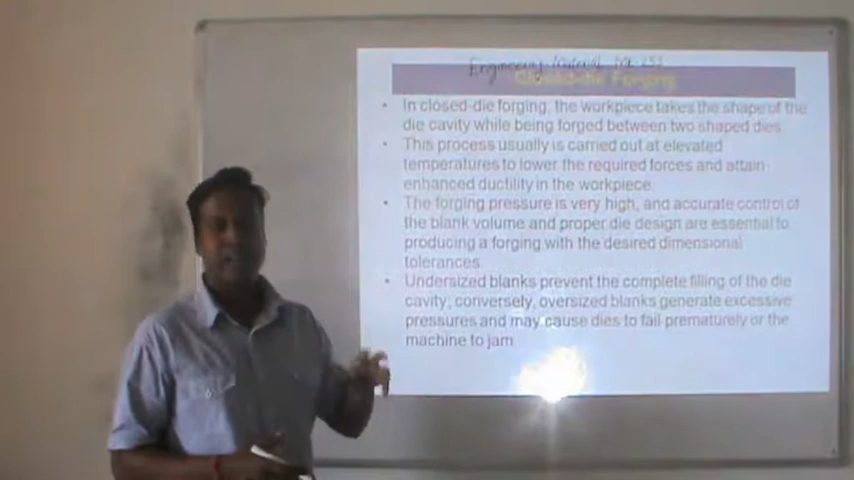 Engineering Material
Closed-die Forging
• In closed-die forging, the workpiece takes the shape of the
die cavity while being forged between two shaped dies.
• This process usually is carried out at elevated
temperatures to lower the required forces and attain
enhanced ductility in the workpiece.
• The forging pressure is very high, and accurate control of
the blank volume and proper die design are essential to
producing a forging with the desired dimensional
tolerances.
• Undersized blanks prevent the complete filling of the die
cavity; conversely, oversized blanks generate excessive
pressures and may cause dies to fail prematurely or the
machine to jam.